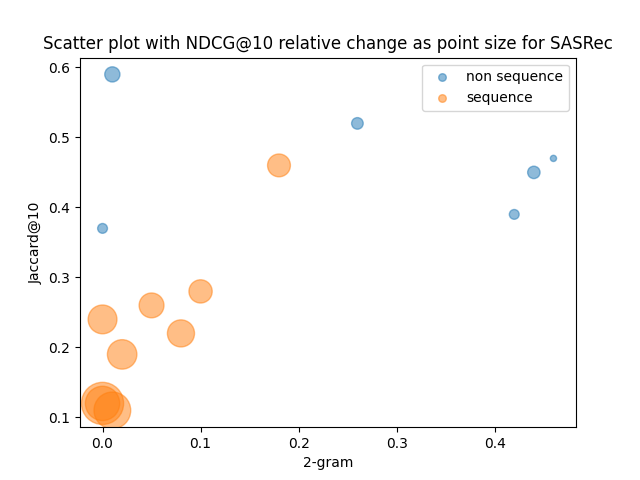 Scatter plot with NDCG@10 relative change as point size for SASRec
non sequence
sequence
0.6
0.5
0.4
0.3
0.2
0.1
Jaccard@10
0.0
0.1
0.2
0.3
0.4
2-gram